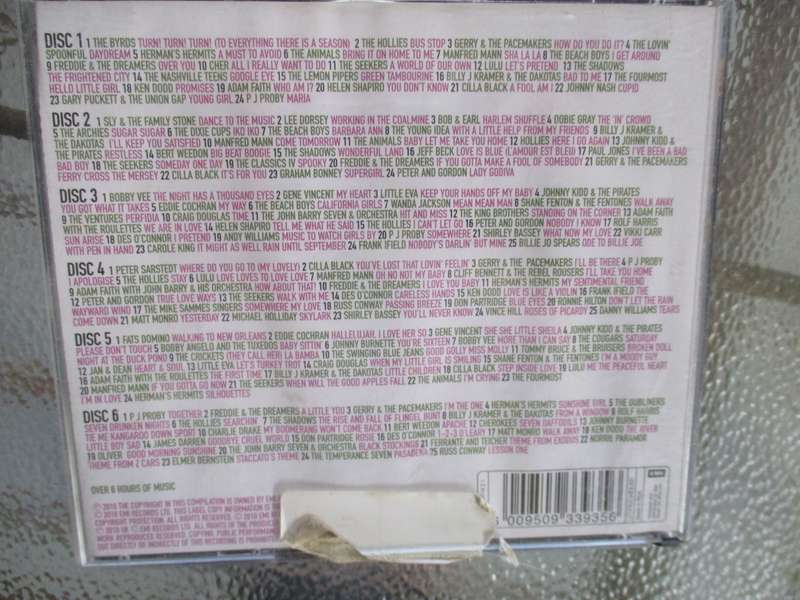 DISC 1 1 THE BYRDS TURN! TURN! TURN! (TO EVERYTHING THERE IS A SEASON) 2 THE HOLLIES BUS STOP 3 GERRY & THE PACEMAKERS HOW DO YOU DO IT? 4 THE LOVIN'
SPOONFUL DAYDREAM 5 HERMAN'S HERMITS A MUST TO AVOID 6 THE ANIMALS BRING IT ON HOME TO ME 7 MANFRED MANN SHA LA LA 8 THE BEACH BOYS I GET AROUND
9 FREDDIE & THE DREAMERS OVER YOU 10 CHER ALL I REALLY WANT TO DO 11 THE SEEKERS A WORLD OF OUR OWN 12 LULU LET'S PRETEND 13 THE SHADOWS
THE FRIGHTENED CITY 14 THE NASHVILLE TEENS GOOGLE EYE 15 THE LEMON PIPERS GREEN TAMBOURINE 16 BILLY J KRAMER & THE DAKOTAS BAD TO ME 17 THE FOURMOST
HELLO LITTLE GIRL 18 KEN DODD PROMISES 19 ADAM FAITH WHO AM I? 20 HELEN SHAPIRO YOU DON'T KNOW 21 CILLA BLACK A FOOL AM I 22 JOHNNY NASH CUPID
23 GARY PUCKETT & THE UNION GAP YOUNG GIRL 24 P J PROBY MARIA
DISC 2 1 SLY & THE FAMILY STONE DANCE TO THE MUSIC 2 LEE DORSEY WORKING IN THE COALMINE 3 BOB & EARL HARLEM SHUFFLE 4 DOBIE GRAY THE 'IN' CROWD
5 THE ARCHIES SUGAR SUGAR 6 THE DIXIE CUPS IKO IKO 7 THE BEACH BOYS BARBARA ANN 8 THE YOUNG IDEA WITH A LITTLE HELP FROM MY FRIENDS 9 BILLY J KRAMER &
THE DAKOTAS I'LL KEEP YOU SATISFIED 10 MANFRED MANN COME TOMORROW 11 THE ANIMALS BABY LET ME TAKE YOU HOME 12 HOLLIES HERE I GO AGAIN 13 JOHNNY KIDD &
THE PIRATES RESTLESS 14 BERT WEEDON BIG BEAT BOOGIE 15 THE SHADOWS WONDERFUL LAND 16 JEFF BECK LOVE IS BLUE (L'AMOUR EST BLEU) 17 PAUL JONES I'VE BEEN A BAD
BAD BOY 18 THE SEEKERS SOMEDAY ONE DAY 19 THE CLASSICS IV SPOOKY 20 FREDDIE & THE DREAMERS IF YOU GOTTA MAKE A FOOL OF SOMEBODY 21 GERRY & THE PACEMAKERS
FERRY CROSS THE MERSEY 22 CILLA BLACK IT'S FOR YOU 23 GRAHAM BONNEY SUPERGIRL 24 PETER AND GORDON LADY GODIVA
DISC 3 1 BOBBY VEE THE NIGHT HAS A THOUSAND EYES 2 GENE VINCENT MY HEART 3 LITTLE EVA KEEP YOUR HANDS OFF MY BABY 4 JOHNNY KIDD & THE PIRATES
YOU GOT WHAT IT TAKES 5 EDDIE COCHRAN MY WAY 6 THE BEACH BOYS CALIFORNIA GIRLS 7 WANDA JACKSON MEAN MEAN MAN 8 SHANE FENTON & THE FENTONES WALK AWAY
9 THE VENTURES PERFIDIA 10 CRAIG DOUGLAS TIME 11 THE JOHN BARRY SEVEN & ORCHESTRA HIT AND MISS 12 THE KING BROTHERS STANDING ON THE CORNER 13 ADAM FAITH
WITH THE ROULETTES WE ARE IN LOVE 14 HELEN SHAPIRO TELL ME WHAT HE SAID 15 THE HOLLIES I CAN'T LET GO 16 PETER AND GORDON NOBODY I KNOW 17 ROLF HARRIS
SUN ARISE 18 DES O'CONNOR I PRETEND 19 ANDY WILLIAMS MUSIC TO WATCH GIRLS BY 20 P J PROBY SOMEWHERE 21 SHIRLEY BASSEY WHAT NOW MY LOVE 22 VIKKI CARR
WITH PEN IN HAND 23 CAROLE KING IT MIGHT AS WELL RAIN UNTIL SEPTEMBER 24 FRANK IFIELD NOBODY'S DARLIN' BUT MINE 25 BILLIE JO SPEARS ODE TO BILLIE JOE
DISC 4 1 PETER SARSTEDT WHERE DO YOU GO TO (MY LOVELY) 2 CILLA BLACK YOU'VE LOST THAT LOVIN' FEELIN' 3 GERRY & THE PACEMAKERS I'LL BE THERE 4 P J PROBY
I APOLOGISE 5 THE HOLLIES STAY 6 LULU LOVE LOVES TO LOVE LOVE 7 MANFRED MANN OH NO NOT MY BABY 8 CLIFF BENNETT & THE REBEL ROUSERS I'LL TAKE YOU HOME
9 ADAM FAITH WITH JOHN BARRY & HIS ORCHESTRA HOW ABOUT THAT! 10 FREDDIE & THE DREAMERS I LOVE YOU BABY 11 HERMAN'S HERMITS MY SENTIMENTAL FRIEND
12 PETER AND GORDON TRUE LOVE WAYS 13 THE SEEKERS WALK WITH ME 14 DES O'CONNOR CARELESS HANDS 15 KEN DODD LOVE IS LIKE A VIOLIN 16 FRANK IFIELD THE
WAYWARD WIND 17 THE MIKE SAMMES SINGERS SOMEWHERE MY LOVE 18 RUSS CONWAY PASSING BREEZE 19 DON PARTRIDGE BLUE EYES 20 RONNIE HILTON DON'T LET THE RAIN
COME DOWN 21 MATT MONRO YESTERDAY 22 MICHAEL HOLLIDAY SKYLARK 23 SHIRLEY BASSEY YOU'LL NEVER KNOW 24 VINCE HILL ROSES OF PICARDY 25 DANNY WILLIAMS TEARS
DISC 5 1 FATS DOMINO WALKING TO NEW ORLEANS 2 EDDIE COCHRAN HALLELUJAH, I LOVE HER SO 3 GENE VINCENT SHE SHE LITTLE SHEILA 4 JOHNNY KIDD & THE PIRATES
PLEASE DON'T TOUCH 5 BOBBY ANGELO AND THE TUXEDOS BABY SITTIN' 6 JOHNNY BURNETTE YOU'RE SIXTEEN 7 BOBBY VEE MORE THAN I CAN SAY 8 THE COUGARS SATURDAY
NIGHT AT THE DUCK POND 9 THE CRICKETS (THEY CALL HER) LA BAMBA 10 THE SWINGING BLUE JEANS GOOD GOLLY MISS MOLLY 11 TOMMY BRUCE & THE BRUISERS BROKEN DOLL
12 JAN & DEAN HEART & SOUL 13 LITTLE EVA LET'S TURKEY TROT 14 CRAIG DOUGLAS WHEN MY LITTLE GIRL IS SMILING 15 SHANE FENTON & THE FENTONES I'M A MOODY GUY
16 ADAM FAITH WITH THE ROULETTES THE FIRST TIME 17 BILLY J KRAMER & THE DAKOTAS LITTLE CHILDREN 18 CILLA BLACK STEP INSIDE LOVE 19 LULU ME THE PEACEFUL HEART
20 MANFRED MANN IF YOU GOTTA GO NOW 21 THE SEEKERS WHEN WILL THE GOOD APPLES FALL 22 THE ANIMALS I'M CRYING 23 THE FOURMOST
I'M IN LOVE 24 HERMAN'S HERMITS SILHOUETTES
DISC 6 1 P J PROBY TOGETHER 2 FREDDIE & THE DREAMERS A LITTLE YOU 3 GERRY & THE PACEMAKERS I'M THE ONE 4 HERMAN'S HERMITS SUNSHINE GIRL 5 THE DUBLINERS
SEVEN DRUNKEN NIGHTS 6 THE HOLLIES SEARCHIN' 7 THE SHADOWS THE RISE AND FALL OF FLINGEL BUNT 8 BILLY J KRAMER & THE DAKOTAS FROM A WINDOW 9 ROLF HARRIS
TIE ME KANGAROO DOWN SPORT 10 CHARLIE DRAKE MY BOOMERANG WON'T COME BACK 11 BERT WEEDON APACHE 12 CHEROKEES SEVEN DAFFODILS 13 JOHNNY BURNETTE
LITTLE BOY SAD 14 JAMES DARREN GOODBYE CRUEL WORLD 15 DON PARTRIDGE ROSIE 16 DES O'CONNOR 1-2-3 O'LEARY 17 MATT MONRO WALK AWAY 18 KEN DODD THE RIVER
19 OLIVER GOOD MORNING SUNSHINE 20 THE JOHN BARRY SEVEN & ORCHESTRA BLACK STOCKINGS 21 FERRANTE AND TEICHER THEME FROM EXODUS 22 NORRIE PARAMOR
THEME FROM Z CARS 23 ELMER BERNSTEIN STACCATO'S THEME 24 THE TEMPERANCE SEVEN PASADENA 25 RUSS CONWAY LESSON ONE
OVER 6 HOURS OF MUSIC
2010 THE COPYRIGHT IN THIS COMPILATION IS OWNED BY EMI
2010 EMI RECORDS LTD. THIS LABEL COPY INFORMATION IS
COPYRIGHT PROTECTION. ALL RIGHTS RESERVED.
EMI RECORDS LTD. ALL RIGHTS OF THE
WORK REPRODUCED RESERVED. COPYING, PUBLIC PERFORM
EMI
009509 339356